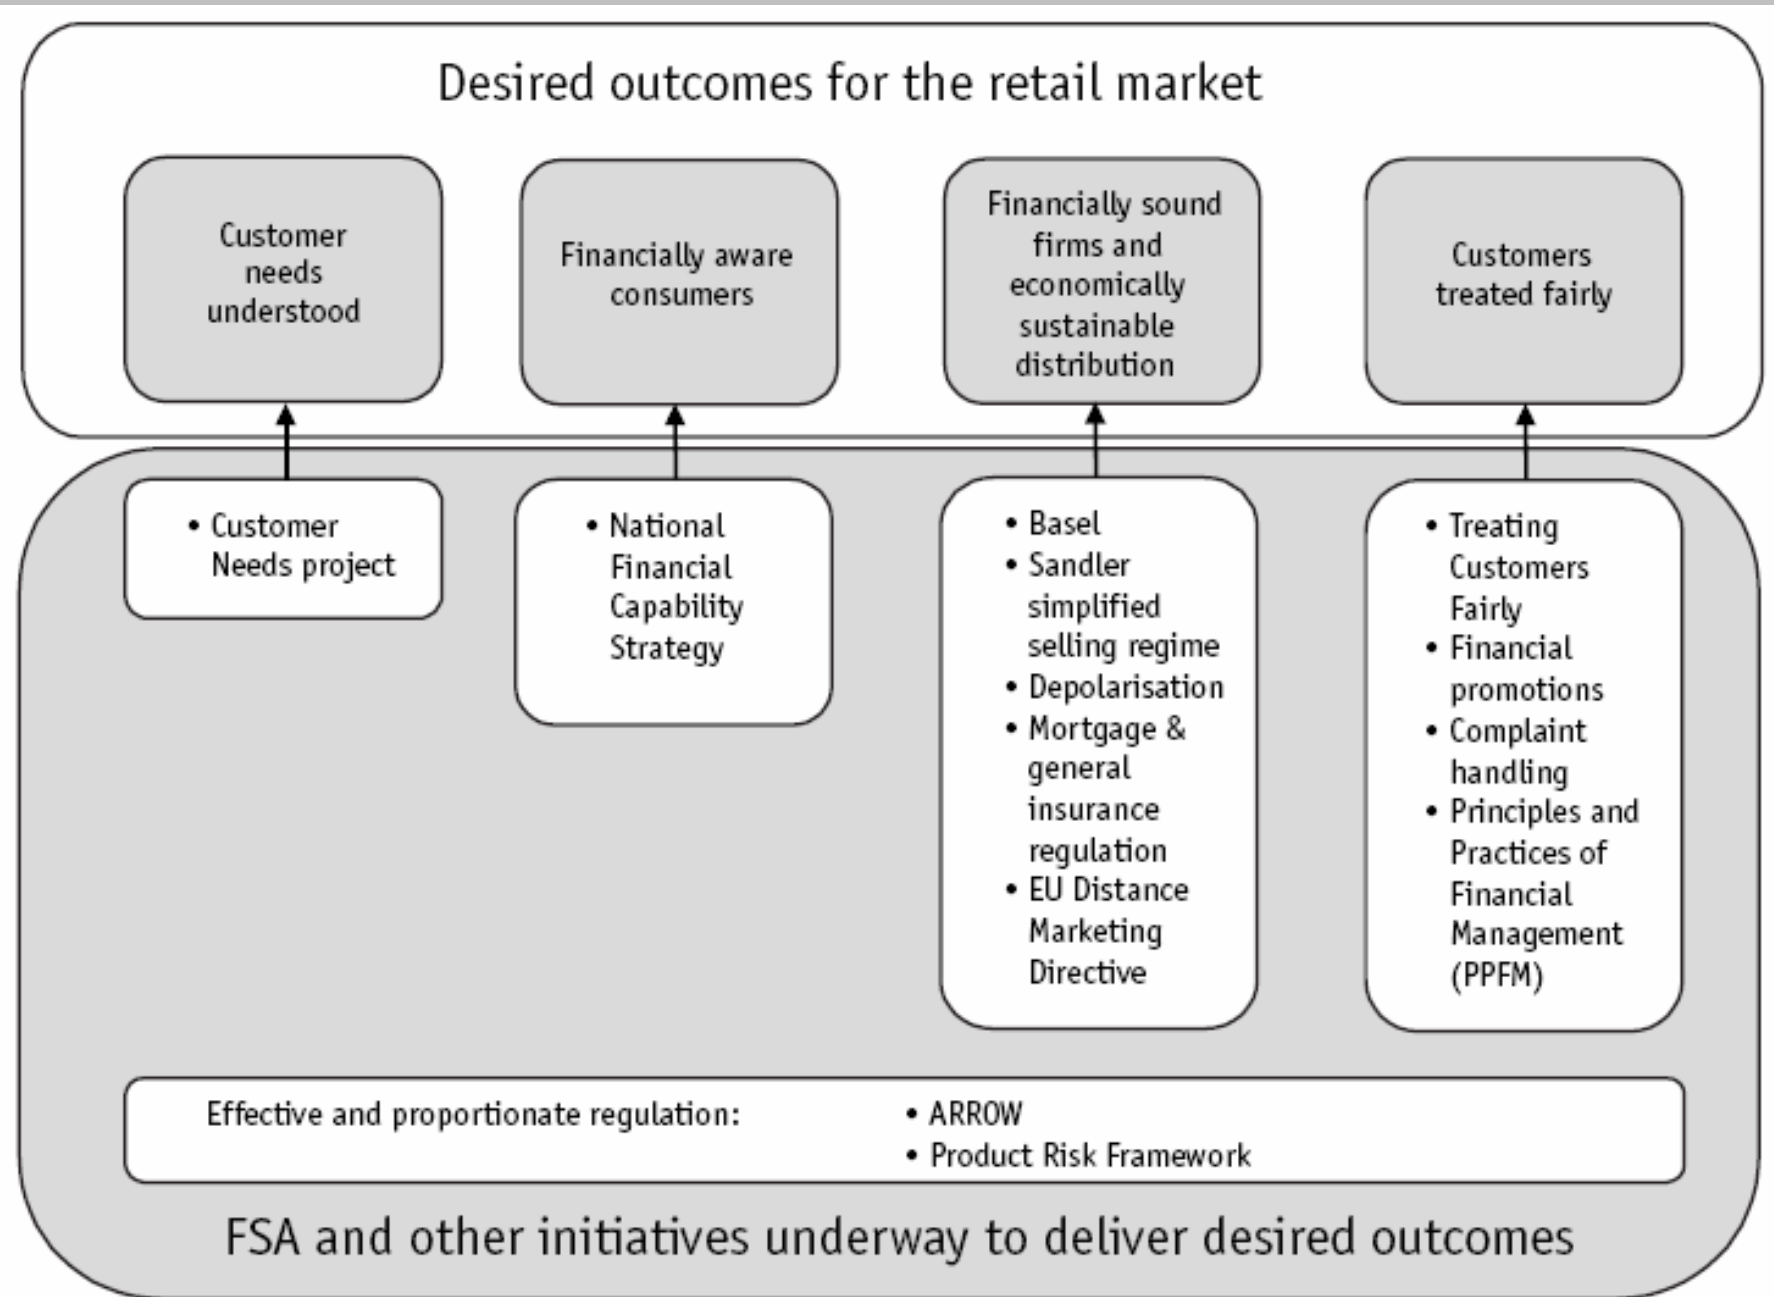 Desired outcomes for the retail market
Customer
needs
understood
Financially aware
consumers
Financially sound
firms and
economically
sustainable
distribution
Customers
treated fairly
• Customer
Needs project
• National
Financial
Capability
Strategy
• Basel
• Sandler
simplified
selling regime
• Depolarisation
• Mortgage &
general
insurance
regulation
• EU Distance
Marketing
Directive
• Treating
Customers
Fairly
• Financial
promotions
• Complaint
handling
• Principles and
Practices of
Financial
Management
(PPFM)
Effective and proportionate regulation:
• ARROW
• Product Risk Framework
FSA and other initiatives underway to deliver desired outcomes